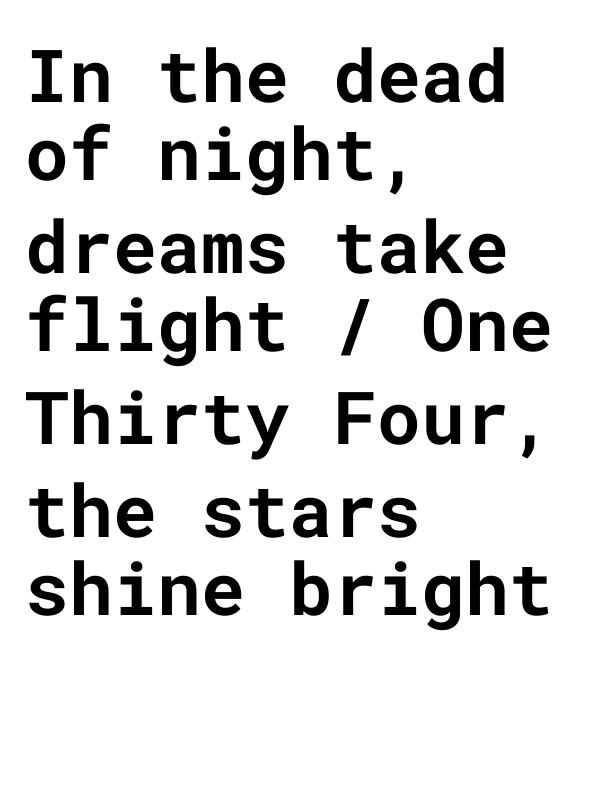 In the dead
of night,
dreams take
flight / One
Thirty Four,
the stars
shine bright